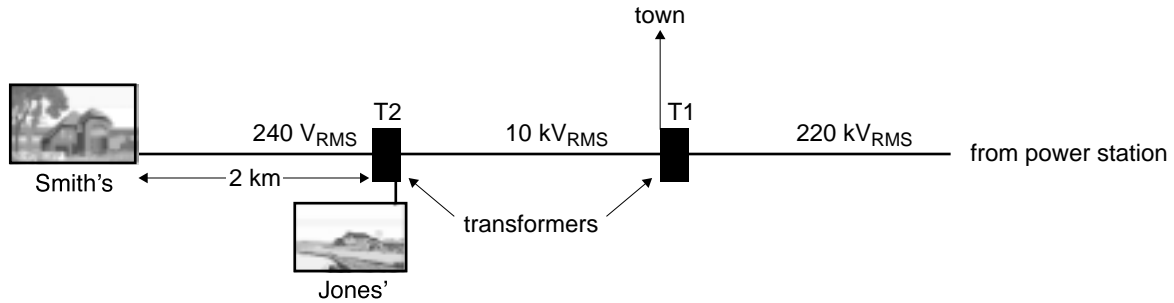 town
T2
T1
240 V_RMS
10 kV_RMS
220 kV_RMS
from power station
Smith's
2 km
transformers
Jones'